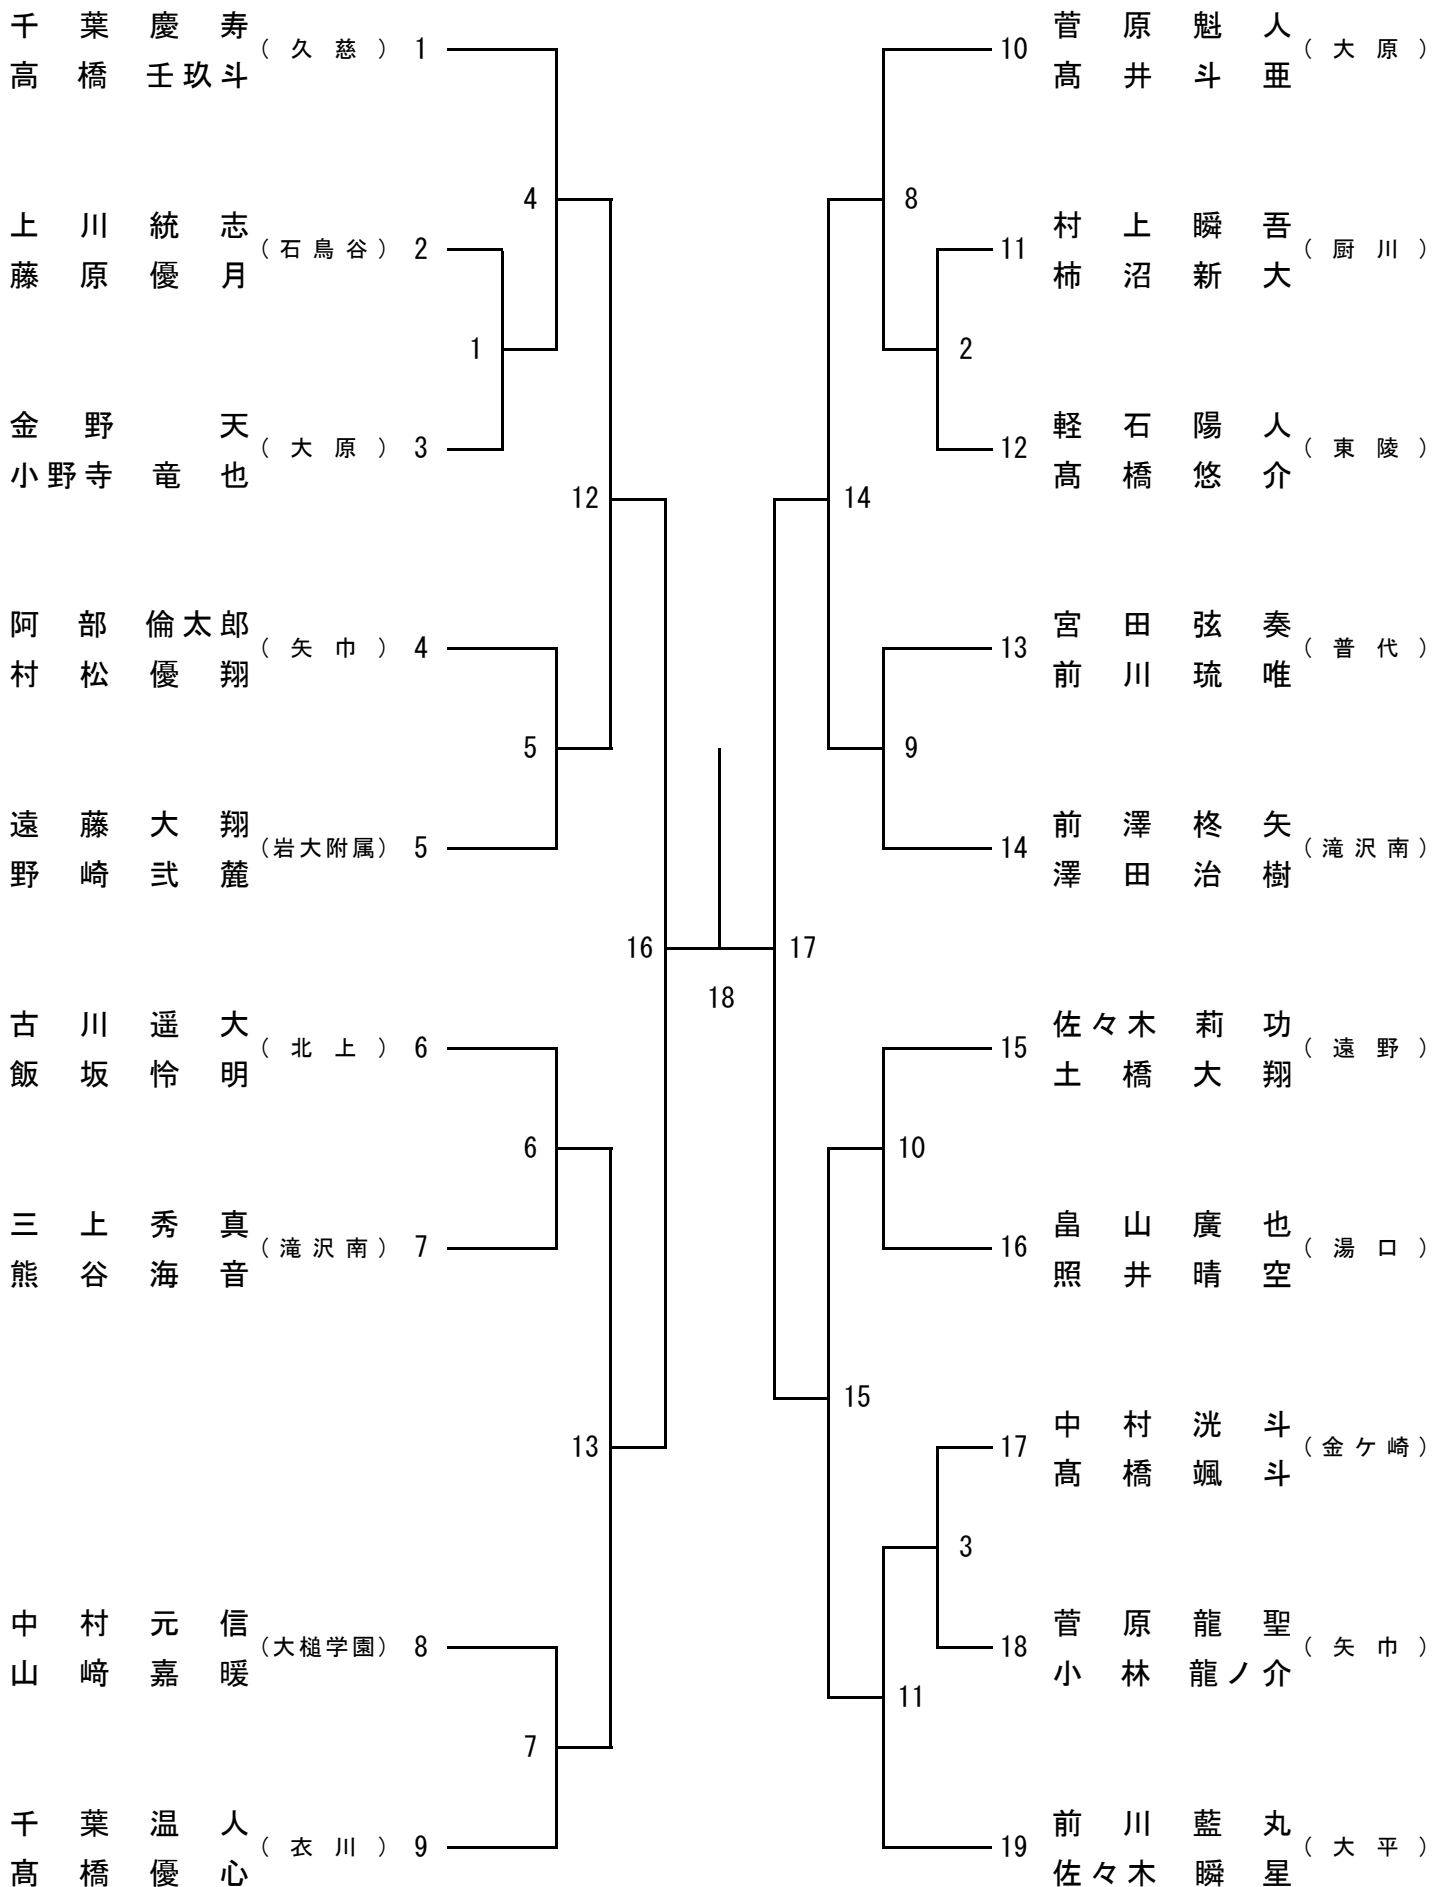 千葉慶寿
高橋壬玖斗
(久慈) 1
上川統志
藤原優月
(石鳥谷) 2
金野天
小野寺竜也
(大原) 3
阿部倫太郎
村松優翔
(矢巾) 4
遠藤大翔
野崎弐麓
(岩大附属) 5
古川遥大
飯坂怜明
(北上) 6
三上秀真
熊谷海音
(滝沢南) 7
中村元信
山﨑嘉暖
(大槌学園) 8
千葉温人
髙橋優心
(衣川) 9
1
4
5
6
7
12
13
16
18
17
14
15
8
2
9
10
3
11
10
菅原魁人
髙井斗亜
(大原)
11
村上瞬吾
柿沼新大
(厨川)
12
軽石陽人
髙橋悠介
(東陵)
13
宮田弦奏
前川琉唯
(普代)
14
前澤柊矢
澤田治樹
(滝沢南)
15
佐々木莉功
土橋大翔
(遠野)
16
畠山廣也
照井晴空
(湯口)
17
中村洸斗
髙橋颯斗
(金ケ崎)
18
菅原龍聖
小林龍ノ介
(矢巾)
19
前川藍丸
佐々木瞬星
(大平)